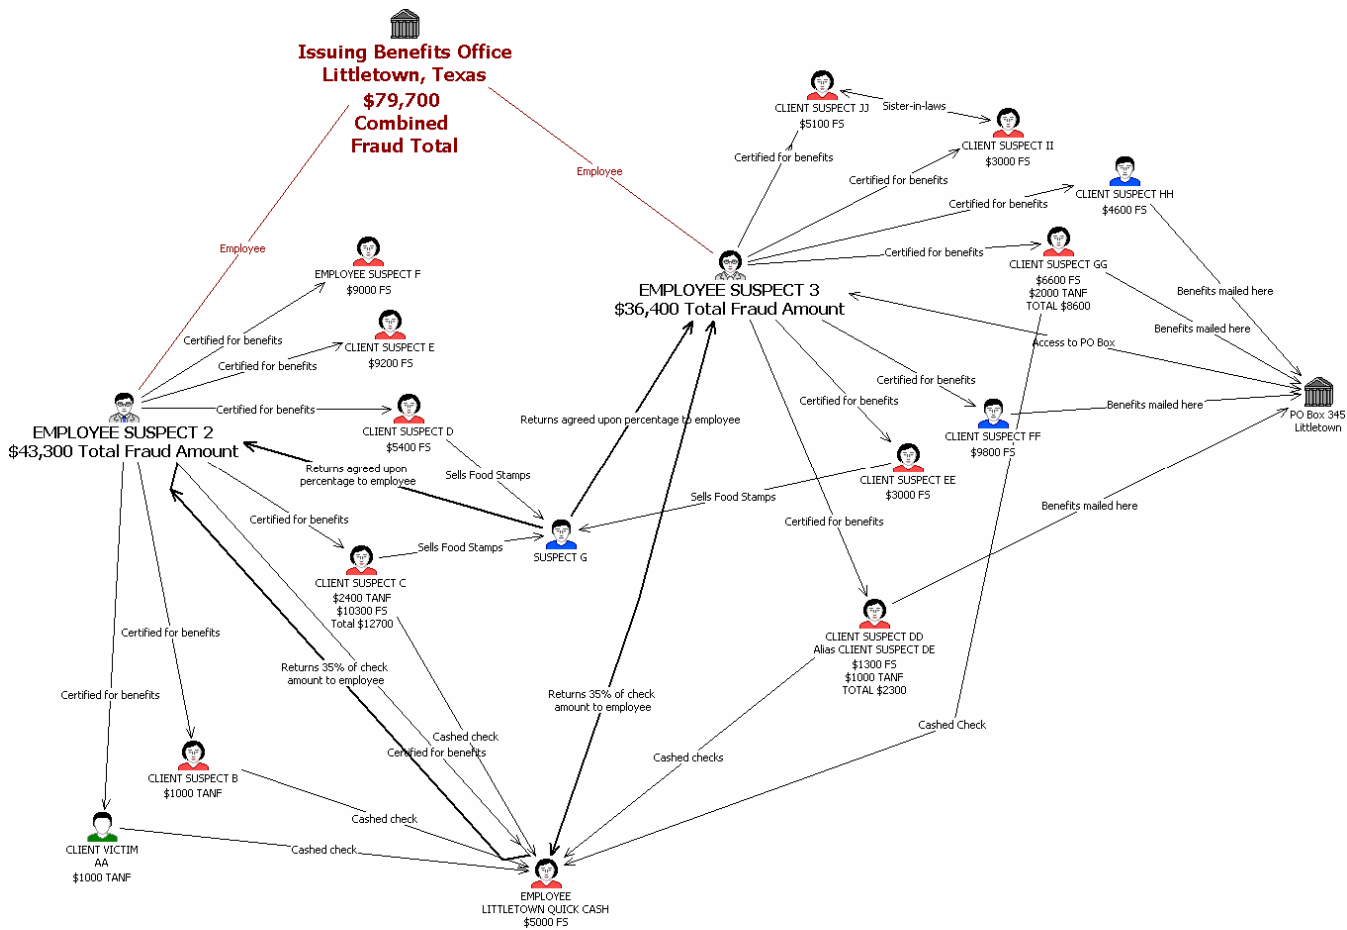 Issuing Benefits Office
Littletown, Texas
$79,700
Combined
Fraud Total
Employee
Employee
CLIENT SUSPECT JJ
$5100 FS
Sister-in-laws
CLIENT SUSPECT II
$3000 FS
CLIENT SUSPECT HH
$4600 FS
CLIENT SUSPECT GG
$6600 FS
$2000 TANF
TOTAL $8600
Certified for benefits
Certified for benefits
Certified for benefits
Certified for benefits
EMPLOYEE SUSPECT 3
$36,400 Total Fraud Amount
Benefits mailed here
Benefits mailed here
Access to PO Box
Benefits mailed here
Benefits mailed here
PO Box 345
Littletown
Certified for benefits
Certified for benefits
Certified for benefits
CLIENT SUSPECT FF
$9800 FS
CLIENT SUSPECT EE
$3000 FS
CLIENT SUSPECT DD
Alias CLIENT SUSPECT DE
$1300 FS
$1000 TANF
TOTAL $2300
EMPLOYEE SUSPECT F
$9000 FS
Certified for benefits
CLIENT SUSPECT E
$9200 FS
Certified for benefits
Certified for benefits
CLIENT SUSPECT D
$5400 FS
EMPLOYEE SUSPECT 2
$43,300 Total Fraud Amount
Returns agreed upon
percentage to employee
Returns agreed upon percentage to employee
Sells Food Stamps
Sells Food Stamps
Sells Food Stamps
SUSPECT G
Certified for benefits
CLIENT SUSPECT C
$2400 TANF
$10300 FS
Total $12700
Certified for benefits
Certified for benefits
Returns 35% of check
amount to employee
Returns 35% of check
amount to employee
Cashed check
Certified for benefits
Cashed checks
Cashed Check
CLIENT SUSPECT B
$1000 TANF
Cashed check
CLIENT VICTIM
AA
$1000 TANF
Cashed check
EMPLOYEE
LITTLETOWN QUICK CASH
$5000 FS